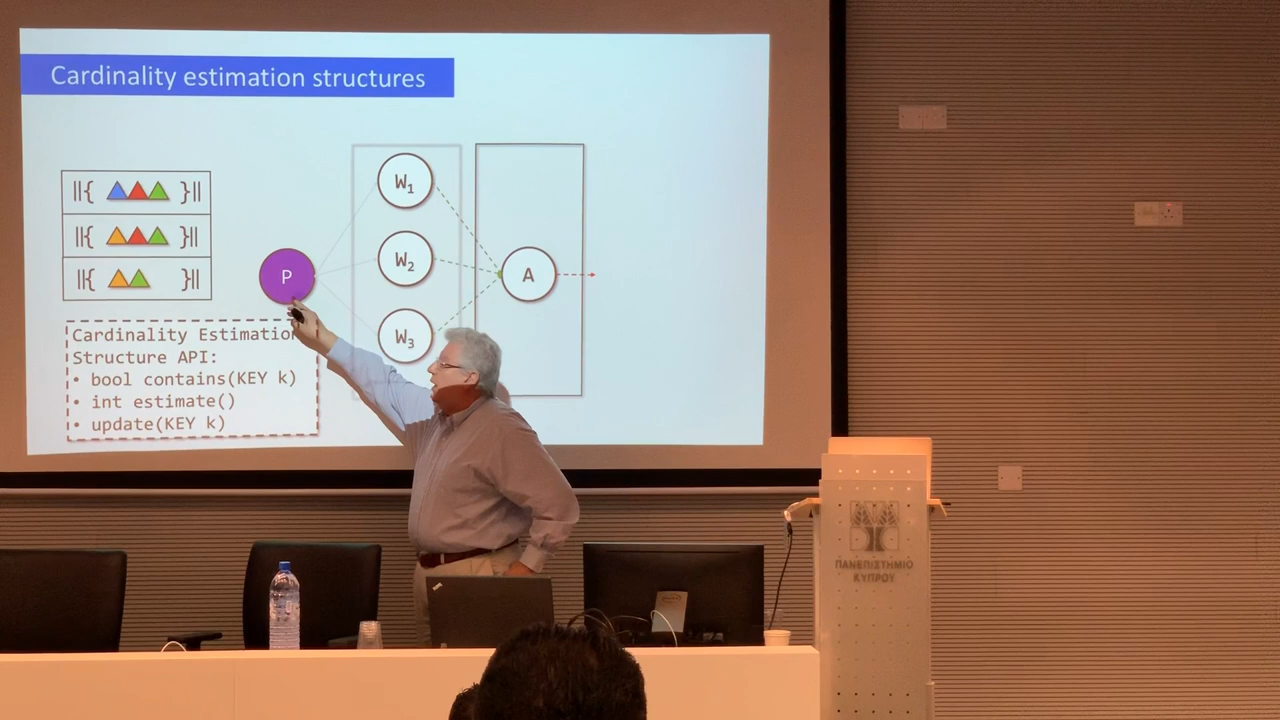 Cardinality estimation structures
||{ }||
||{ }||
||{ }||
W1
W2
W3
P
A
Cardinality Estimation
Structure API:
• bool contains(KEY k)
• int estimate()
• update(KEY k)
ΠΑΝΕΠΙΣΤΗΜΙΟ
ΚΥΠΡΟΥ